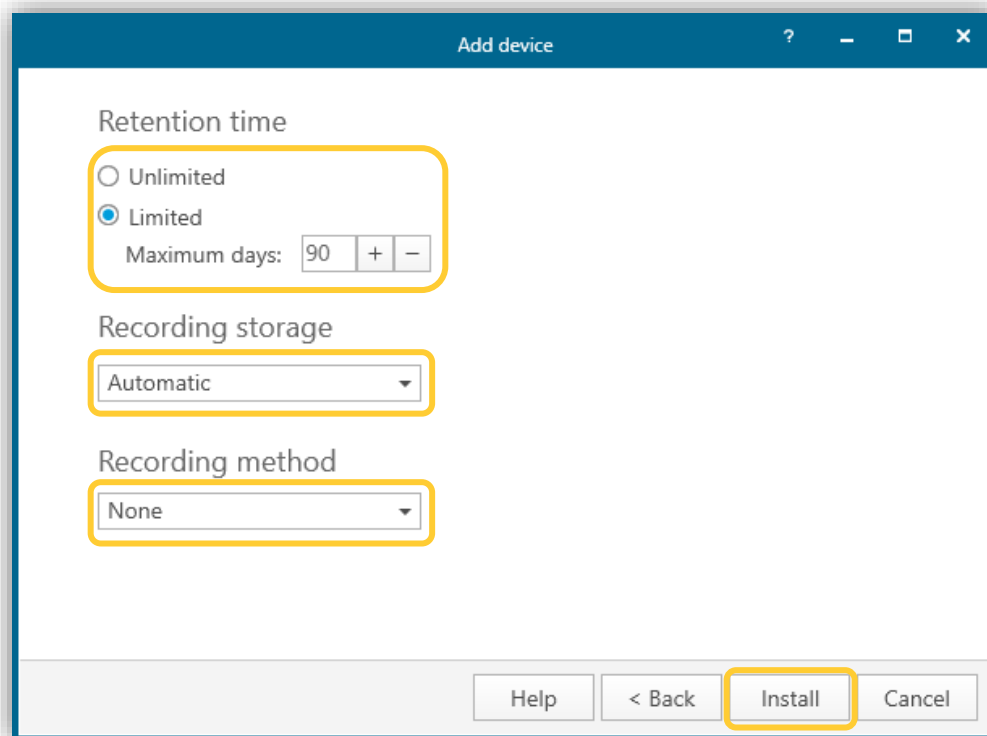 Add device ?
Retention time
Unlimited
Limited
Maximum days: 90 + −
Recording storage
Automatic
Recording method
None
Help < Back Install Cancel